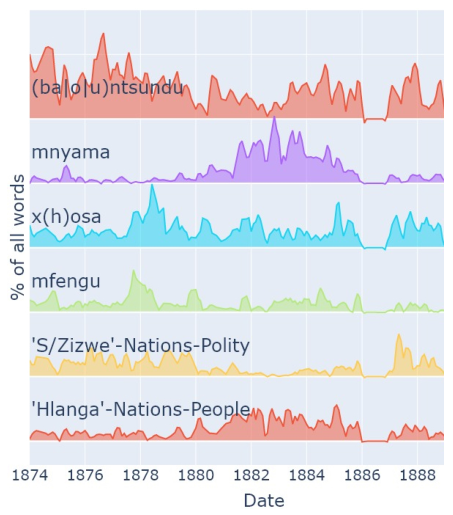 (ba|o|u)ntsundu
mnyama
x(h)osa
mfengu
'S/Zizwe'-Nations-Polity
'Hlanga'-Nations-People
% of all words
1874 1876 1878 1880 1882 1884 1886 1888
Date